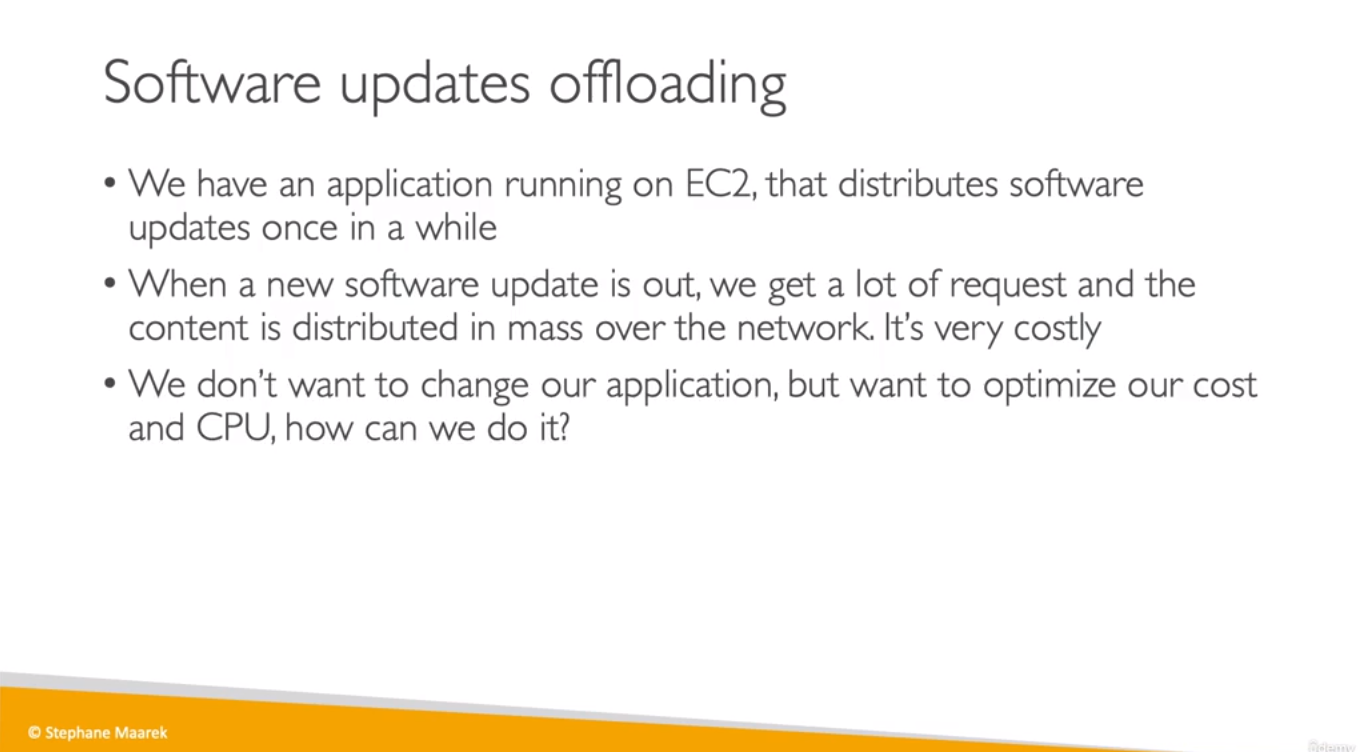 Software updates offloading
• We have an application running on EC2, that distributes software
updates once in a while
• When a new software update is out, we get a lot of request and the
content is distributed in mass over the network. It's very costly
• We don't want to change our application, but want to optimize our cost
and CPU, how can we do it?
© Stephane Maarek
ûdemy